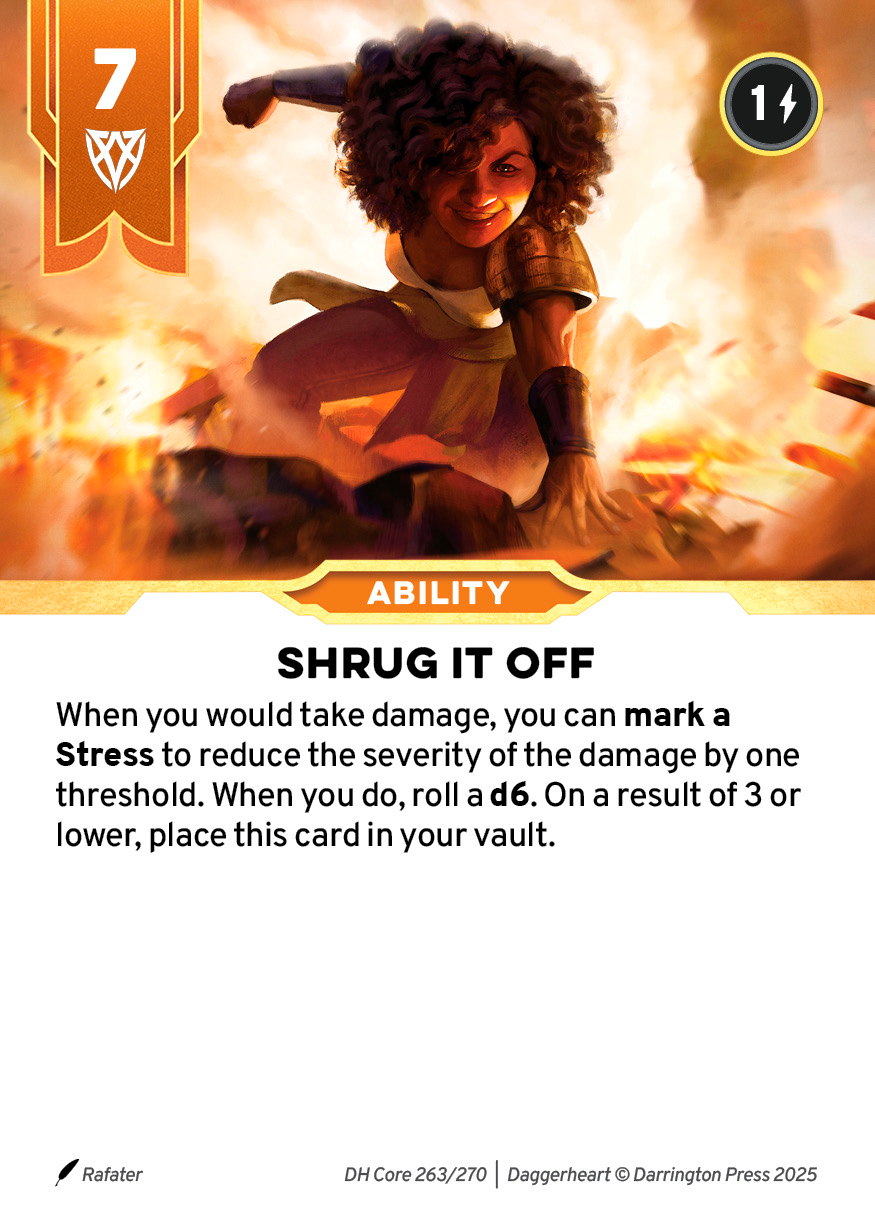 7
1
ABILITY
SHRUG IT OFF
When you would take damage, you can mark a
Stress to reduce the severity of the damage by one
threshold. When you do, roll a d6. On a result of 3 or
lower, place this card in your vault.
Rafater
DH Core 263/270 | Daggerheart © Darrington Press 2025